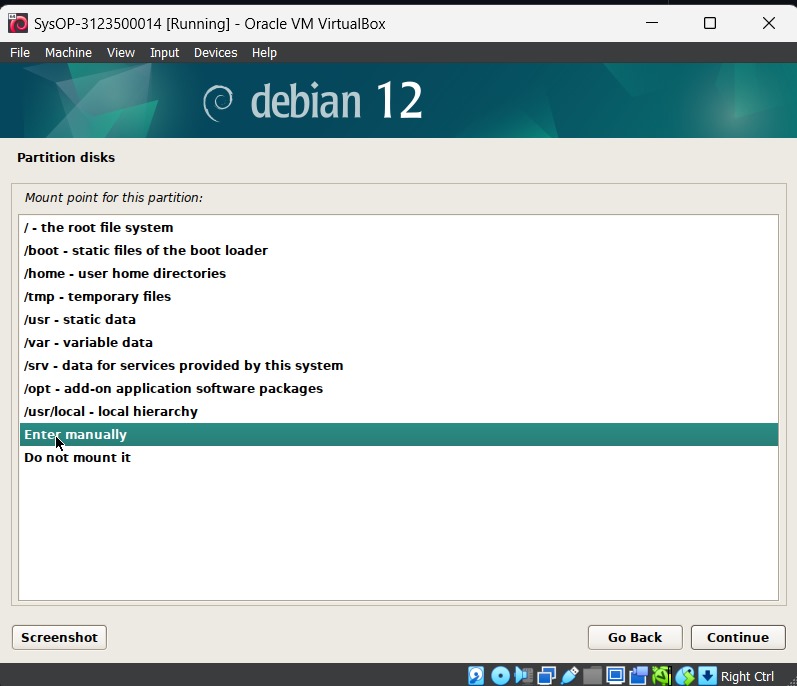 SysOP-3123500014 [Running] - Oracle VM VirtualBox
File Machine View Input Devices Help
debian 12
Partition disks
Mount point for this partition:
/ - the root file system
/boot - static files of the boot loader
/home - user home directories
/tmp - temporary files
/usr - static data
/var - variable data
/srv - data for services provided by this system
/opt - add-on application software packages
/usr/local - local hierarchy
Enter manually
Do not mount it
Screenshot Go Back Continue
Right Ctrl